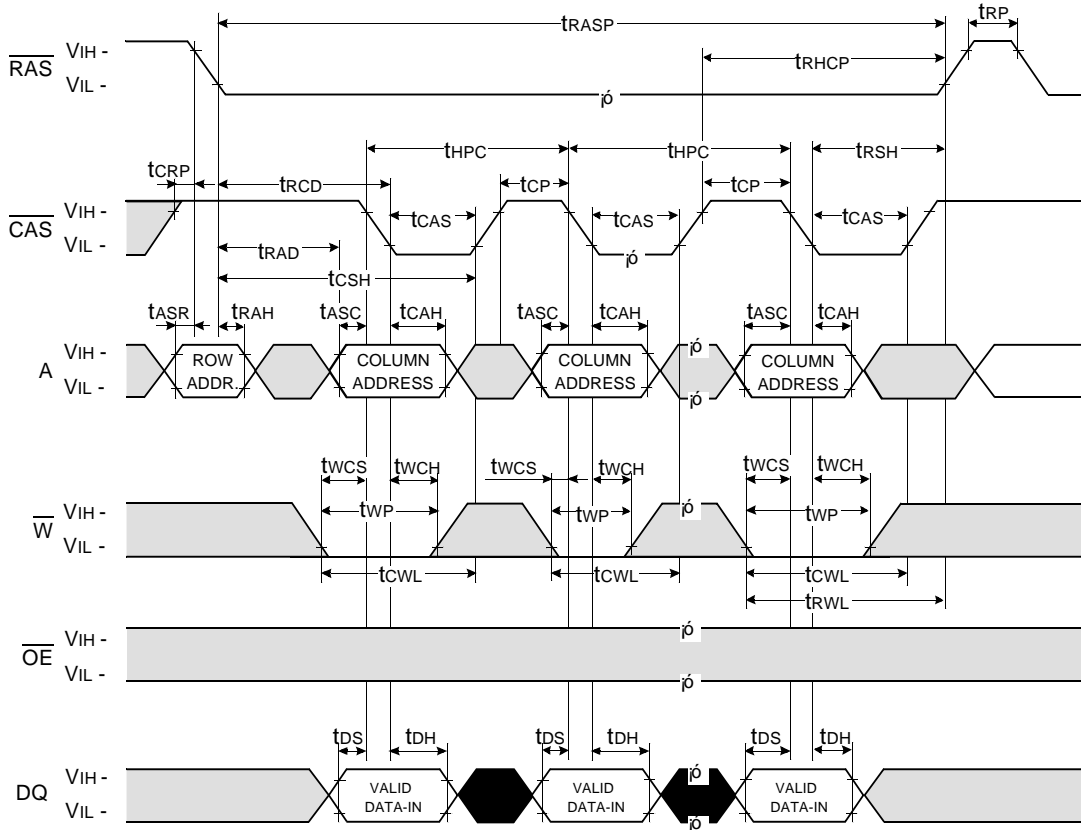 tRASP
tRP
RAS
VIH -
VIL -
tRHCP
¡ó
tCRP
tRCD
tHPC
tHPC
tRSH
tCP
tCP
CAS
VIH -
VIL -
tCAS
tCAS
tCAS
tRAD
tCSH
¡ó
tASR
tRAH
tASC
tCAH
tASC
tCAH
tASC
tCAH
A
VIH -
VIL -
ROW
ADDR.
COLUMN
ADDRESS
COLUMN
ADDRESS
¡ó
¡ó
COLUMN
ADDRESS
tWCS
tWCH
tWCS
tWCH
tWCS
tWCH
W
VIH -
VIL -
tWP
tWP
¡ó
tWP
tCWL
tCWL
tCWL
tRWL
OE
VIH -
VIL -
¡ó
¡ó
tDS
tDH
tDS
tDH
tDS
tDH
DQ
VIH -
VIL -
VALID
DATA-IN
VALID
DATA-IN
¡ó
¡ó
VALID
DATA-IN